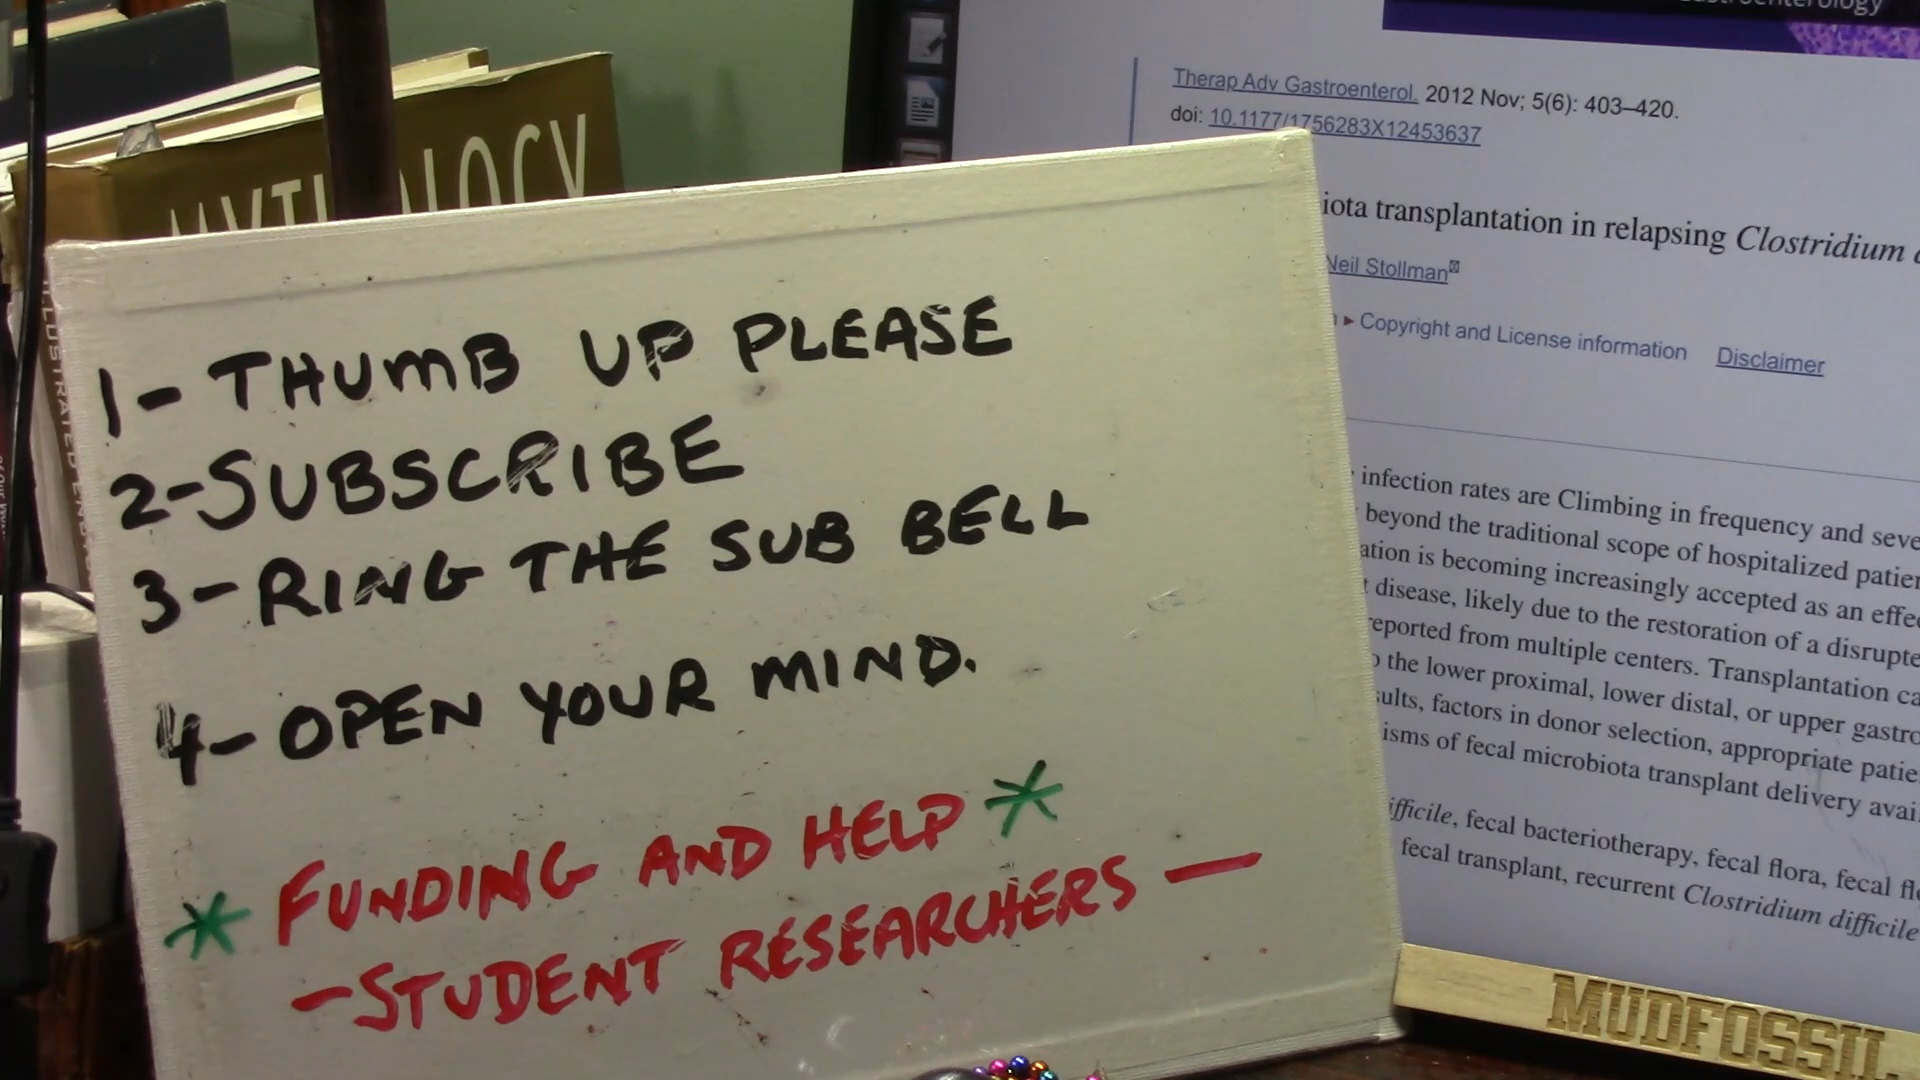 MYTHOLOGY
ILLUSTRATED EN
1- THUMB UP PLEASE
2- SUBSCRIBE
3- RING THE SUB BELL
4- OPEN YOUR MIND.
* FUNDING AND HELP *
- STUDENT RESEARCHERS —
Therap Adv Gastroenterol. 2012 Nov; 5(6): 403–420.
doi: 10.1177/1756283X12453637
iota transplantation in relapsing Clostridium
Neil Stollman
Copyright and License information Disclaimer
infection rates are Climbing in frequency and seve
beyond the traditional scope of hospitalized patien
ation is becoming increasingly accepted as an effe
disease, likely due to the restoration of a disrupte
reported from multiple centers. Transplantation ca
the lower proximal, lower distal, or upper gastro
sults, factors in donor selection, appropriate patie
isms of fecal microbiota transplant delivery avai
ifficile, fecal bacteriotherapy, fecal flora, fecal fl
fecal transplant, recurrent Clostridium difficile
MUDFOSSIL